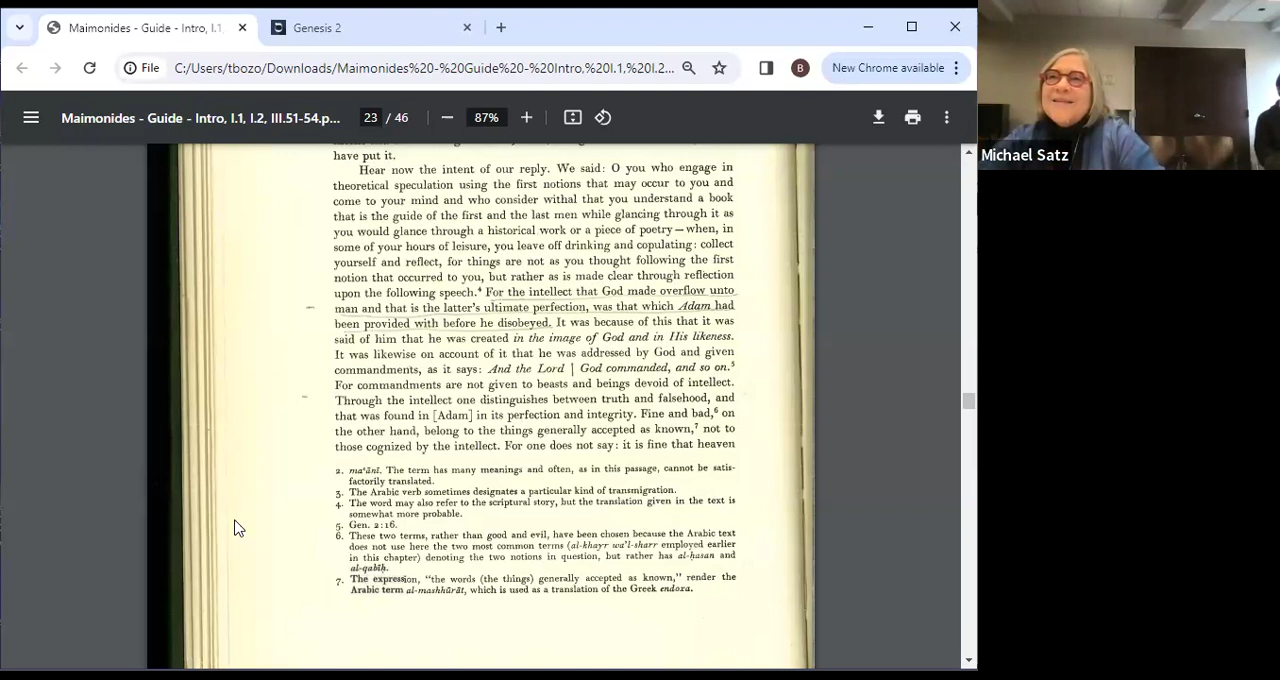 Maimonides - Guide - Intro, I.1,
Genesis 2
File
C:/Users/tbozo/Downloads/Maimonides%20-%20Guide%20-%20Intro,%20I.1,%20I.2...
B
New Chrome available
Maimonides - Guide - Intro, I.1, I.2, III.51-54.p...
23 / 46
87%
Michael Satz
have put it.
Hear now the intent of our reply. We said: O you who engage in
theoretical speculation using the first notions that may occur to you and
come to your mind and who consider withal that you understand a book
that is the guide of the first and the last men while glancing through it as
you would glance through a historical work or a piece of poetry—when, in
some of your hours of leisure, you leave off drinking and copulating: collect
yourself and reflect, for things are not as you thought following the first
notion that occurred to you, but rather as is made clear through reflection
upon the following speech.⁴ For the intellect that God made overflow unto
man and that is the latter's ultimate perfection, was that which Adam had
been provided with before he disobeyed. It was because of this that it was
said of him that he was created in the image of God and in His likeness.
It was likewise on account of it that he was addressed by God and given
commandments, as it says: And the Lord | God commanded, and so on.⁵
For commandments are not given to beasts and beings devoid of intellect.
Through the intellect one distinguishes between truth and falsehood, and
that was found in [Adam] in its perfection and integrity. Fine and bad,⁶ on
the other hand, belong to the things generally accepted as known,⁷ not to
those cognized by the intellect. For one does not say: it is fine that heaven
2. maʿānī. The term has many meanings and often, as in this passage, cannot be satis-
factorily translated.
3. The Arabic verb sometimes designates a particular kind of transmigration.
4. The word may also refer to the scriptural story, but the translation given in the text is
somewhat more probable.
5. Gen. 2:16.
6. These two terms, rather than good and evil, have been chosen because the Arabic text
does not use here the two most common terms (al-khayr wa'l-sharr employed earlier
in this chapter) denoting the two notions in question, but rather has al-ḥasan and
al-qabīḥ.
7. The expression, “the words (the things) generally accepted as known,” render the
Arabic term al-mashhūrāt, which is used as a translation of the Greek endoxa.